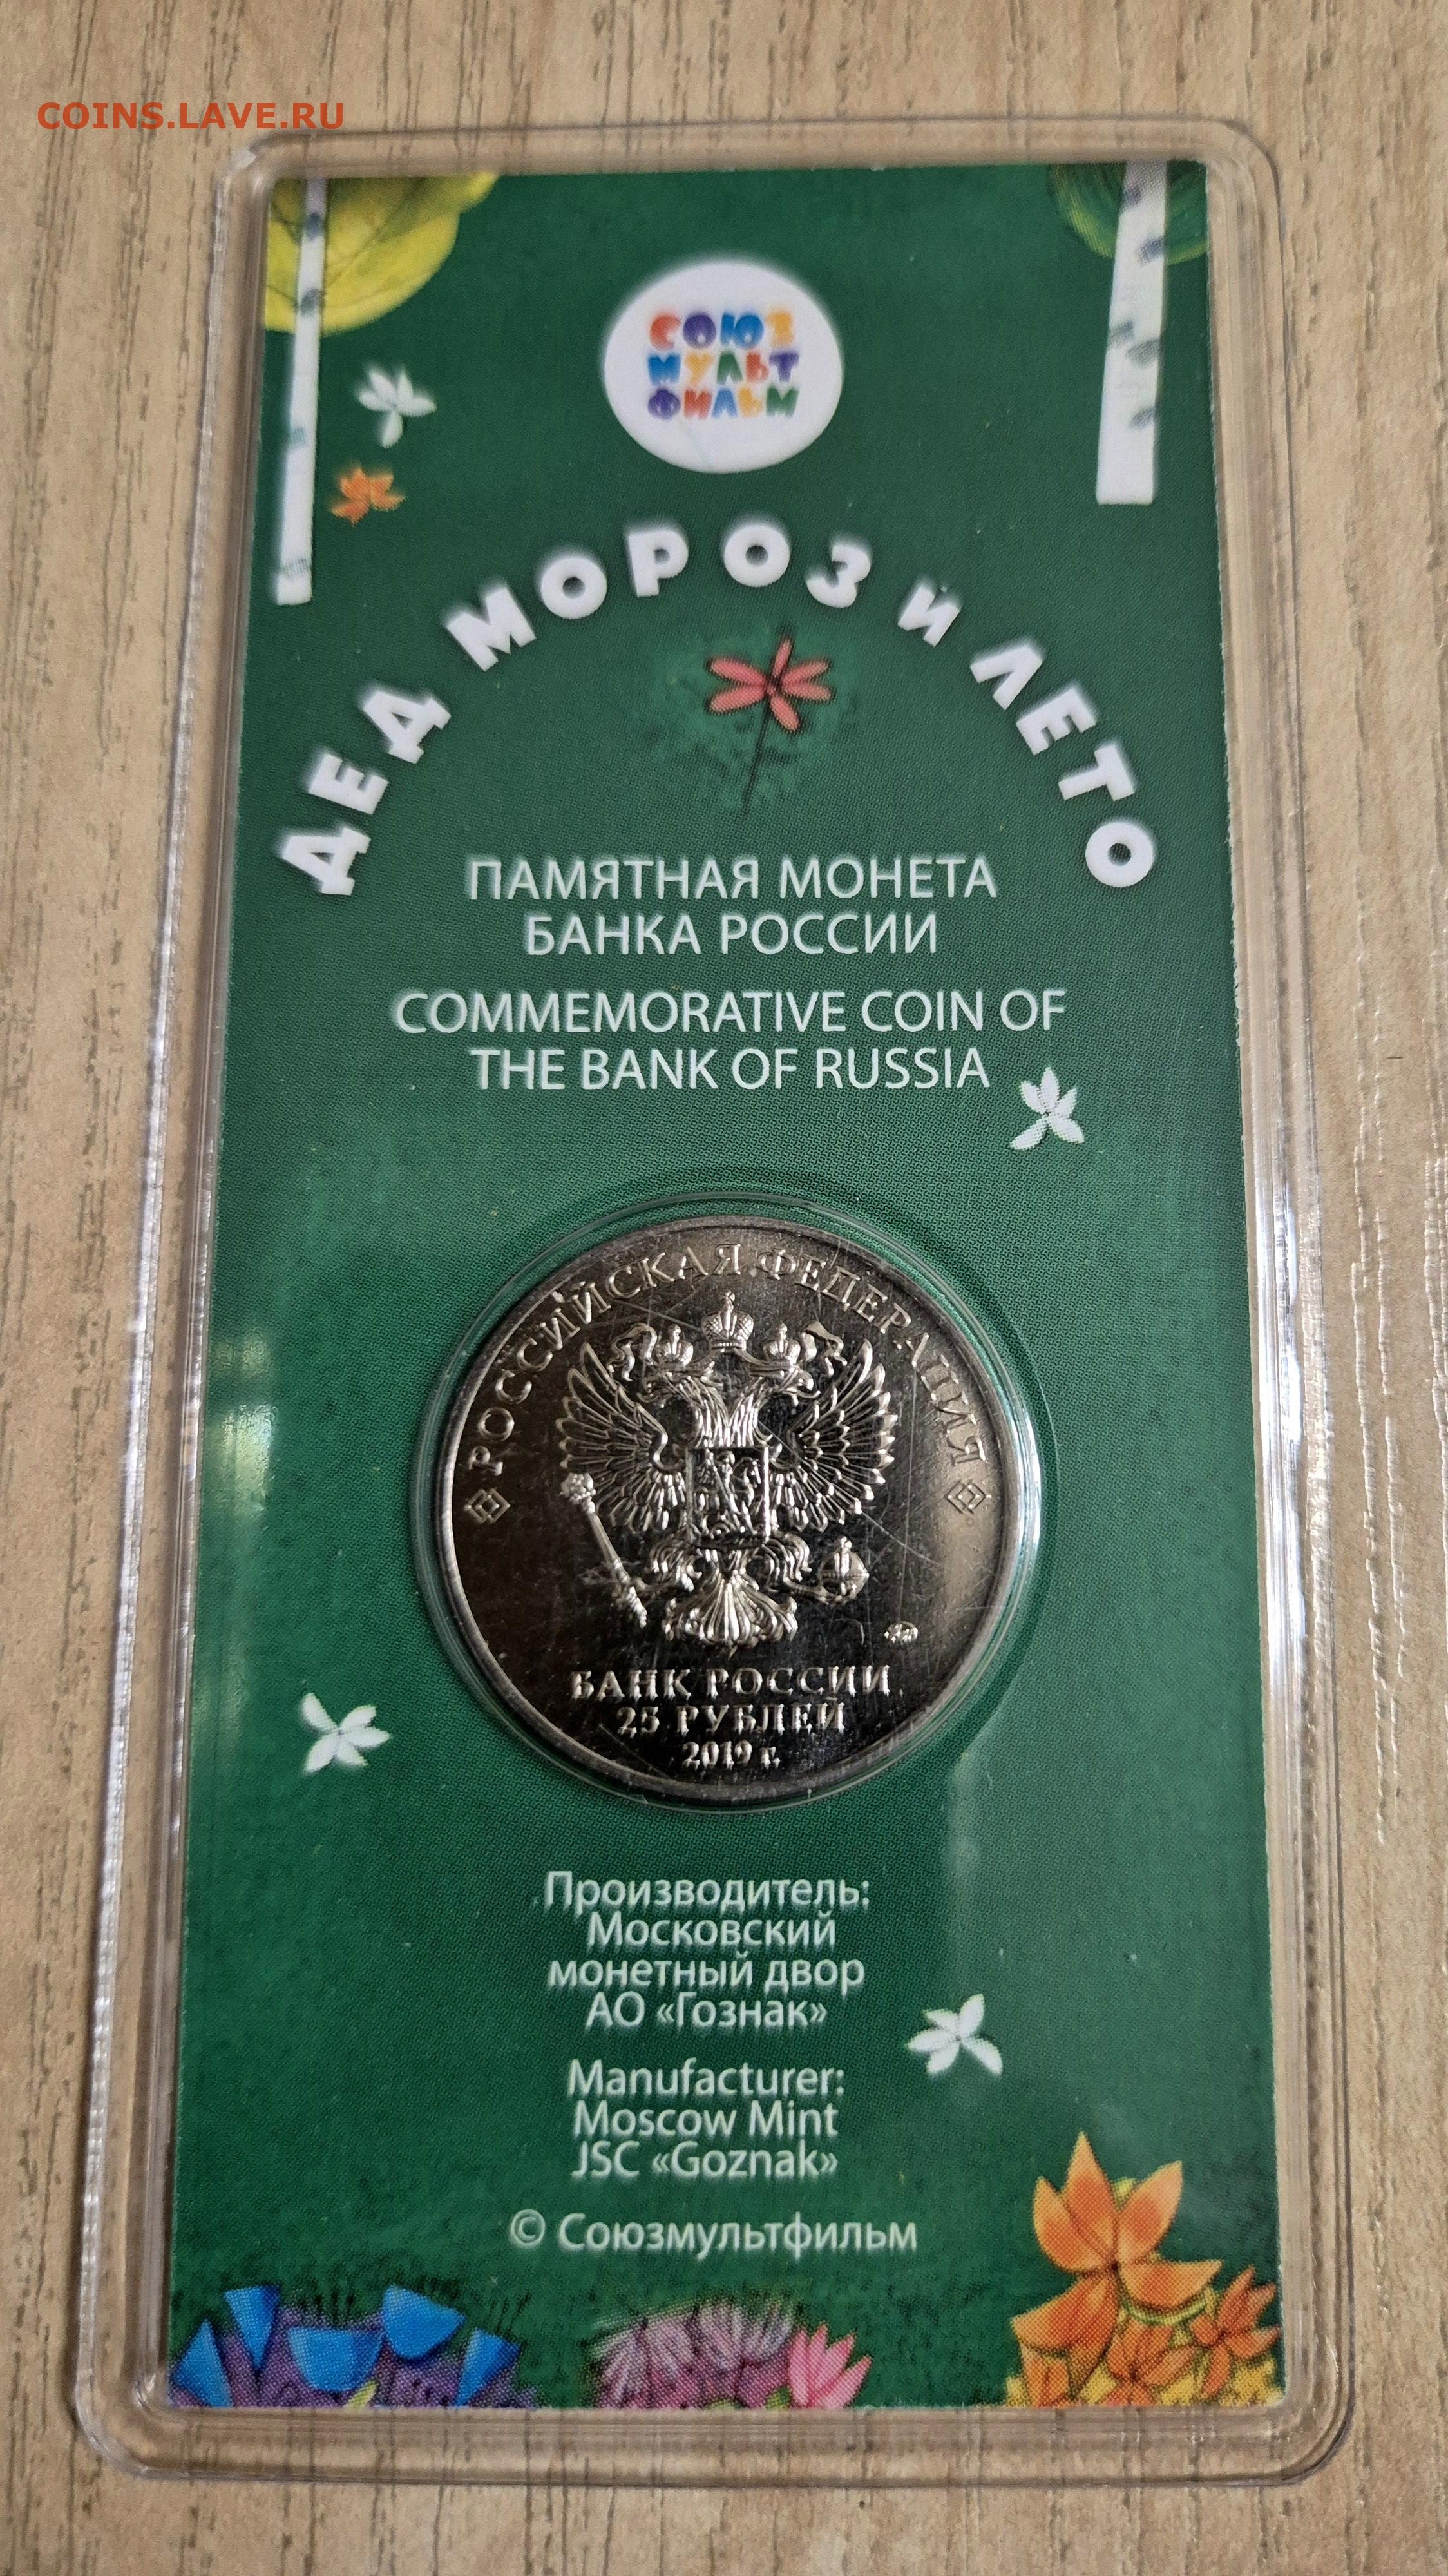 COINS.LAVE.RU
СОЮЗ
МУЛЬТ
ФИЛЬМ
ДЕД МОРОЗ И ЛЕТО
ПАМЯТНАЯ МОНЕТА
БАНКА РОССИИ
COMMEMORATIVE COIN OF
THE BANK OF RUSSIA
РОССИЙСКАЯ ФЕДЕРАЦИЯ
БАНК РОССИИ
25 РУБЛЕЙ
2019 г.
Производитель:
Московский
монетный двор
АО «Гознак»
Manufacturer:
Moscow Mint
JSC «Goznak»
© Союзмультфильм